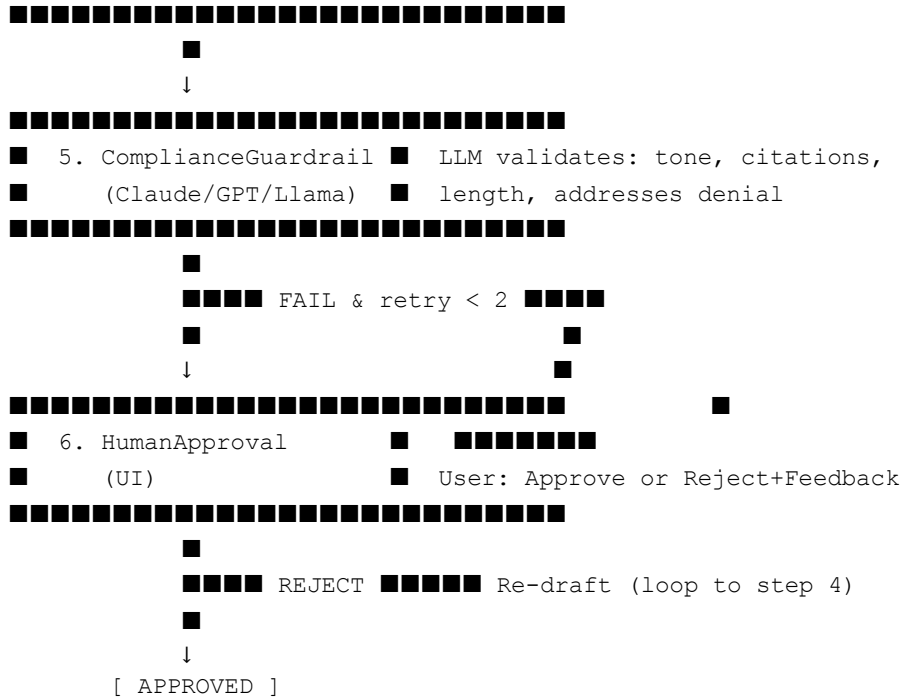 ↓
5. ComplianceGuardrail LLM validates: tone, citations,
(Claude/GPT/Llama) length, addresses denial
FAIL & retry < 2
↓
6. HumanApproval
(UI) User: Approve or Reject+Feedback
REJECT Re-draft (loop to step 4)
↓
[ APPROVED ]